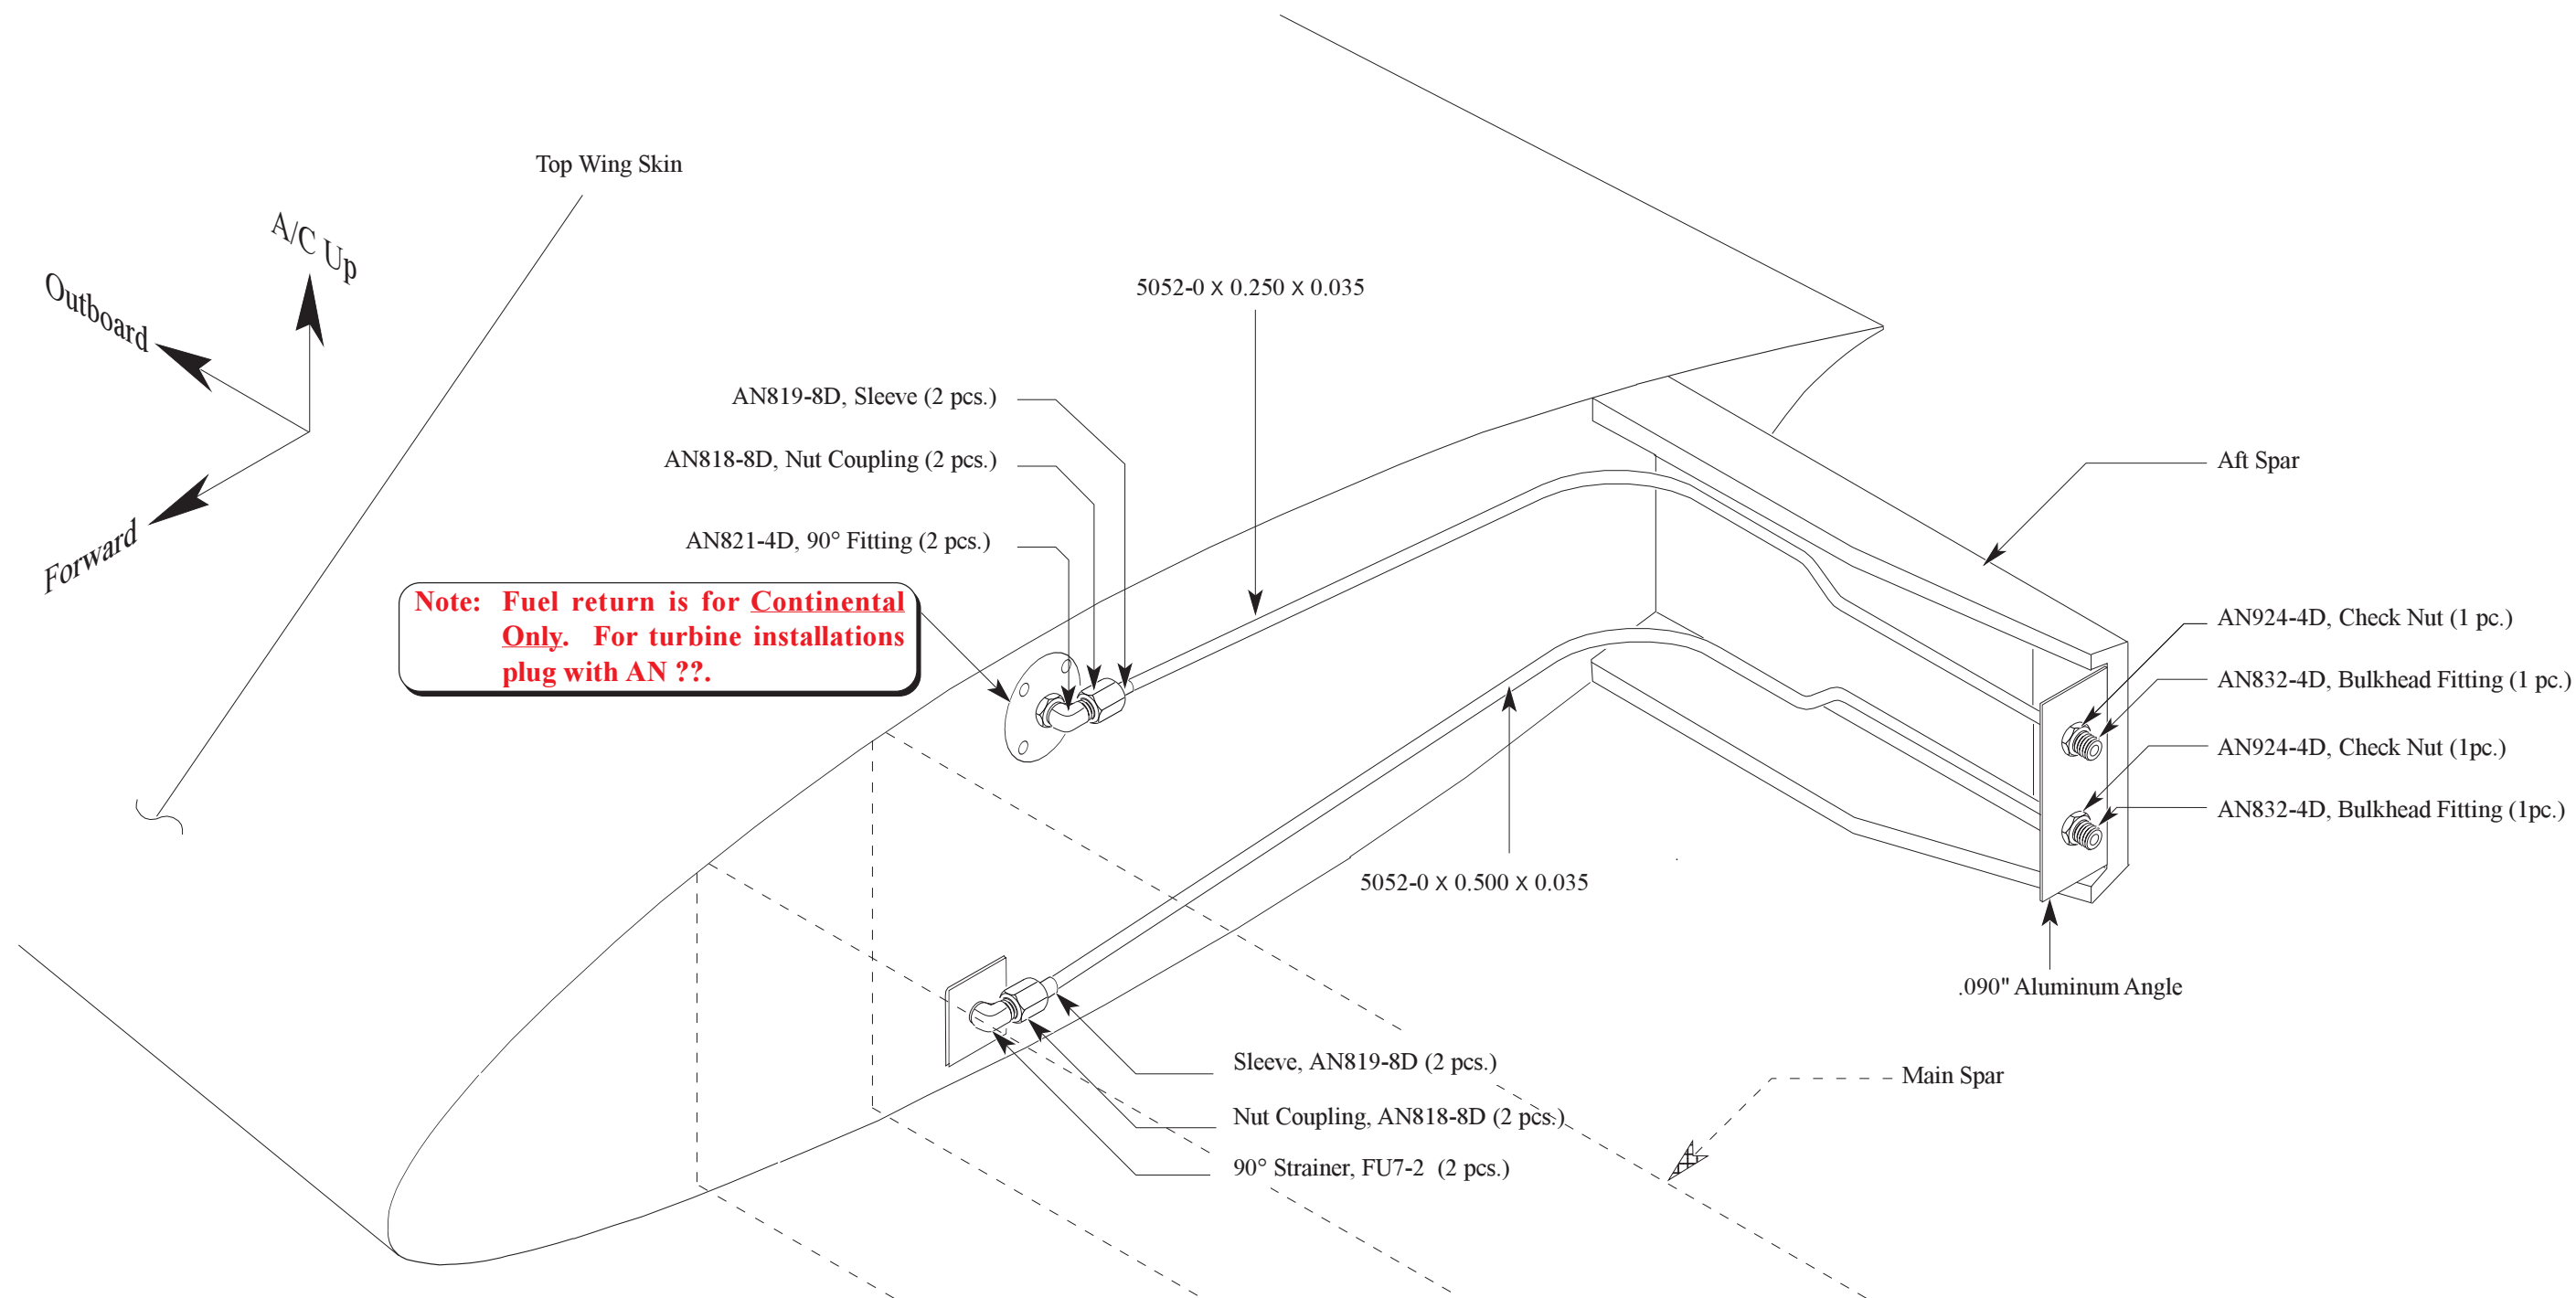 Top Wing Skin
A/C Up
Outboard
Forward
5052-0 X 0.250 X 0.035
AN819-8D, Sleeve (2 pcs.)
AN818-8D, Nut Coupling (2 pcs.)
AN821-4D, 90° Fitting (2 pcs.)
Note: Fuel return is for Continental
Only. For turbine installations
plug with AN ??.
Aft Spar
AN924-4D, Check Nut (1 pc.)
AN832-4D, Bulkhead Fitting (1 pc.)
AN924-4D, Check Nut (1pc.)
AN832-4D, Bulkhead Fitting (1pc.)
5052-0 X 0.500 X 0.035
.090" Aluminum Angle
Sleeve, AN819-8D (2 pcs.)
Nut Coupling, AN818-8D (2 pcs.)
90° Strainer, FU7-2 (2 pcs.)
Main Spar